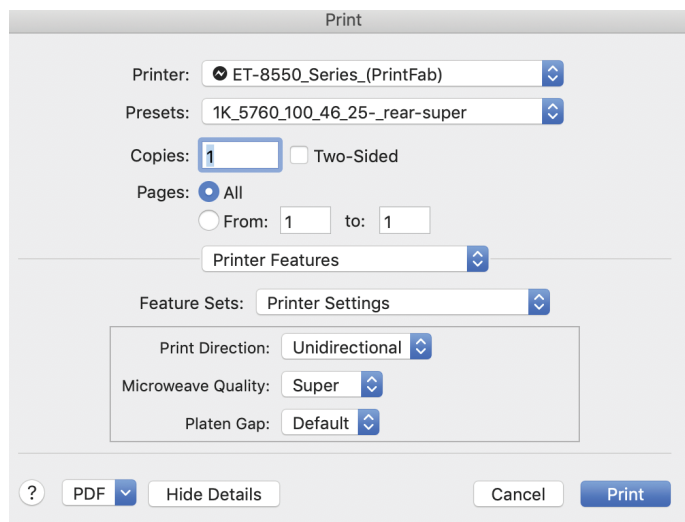 Print
Printer: ET-8550_Series_(PrintFab)
Presets: 1K_5760_100_46_25-_rear-super
Copies: 1 Two-Sided
Pages: All
From: 1 to: 1
Printer Features
Feature Sets: Printer Settings
Print Direction: Unidirectional
Microweave Quality: Super
Platen Gap: Default
? PDF Hide Details Cancel Print